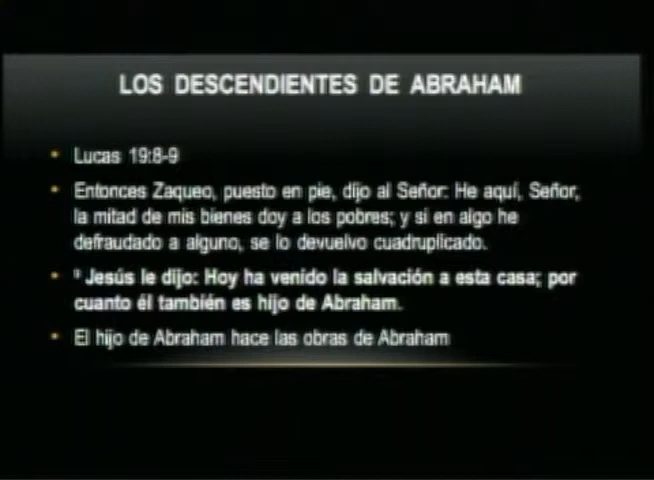 LOS DESCENDIENTES DE ABRAHAM
• Lucas 19:8-9
• Entonces Zaqueo, puesto en pie, dijo al Señor: He aquí, Señor,
la mitad de mis bienes doy a los pobres; y si en algo he
defraudado a alguno, se lo devuelvo cuadruplicado.
• ⁹ Jesús le dijo: Hoy ha venido la salvación a esta casa; por
cuanto él también es hijo de Abraham.
• El hijo de Abraham hace las obras de Abraham